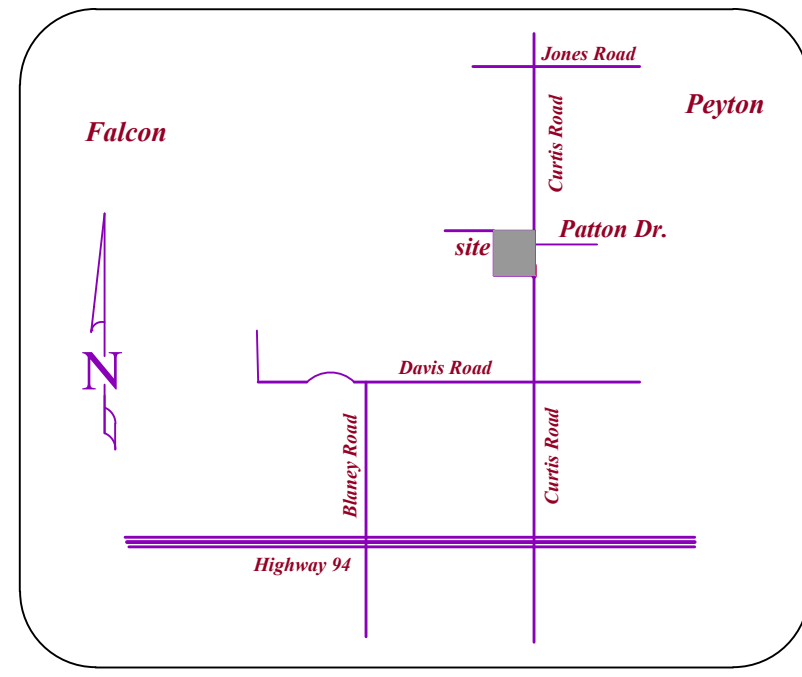 Jones Road
Peyton
Falcon
Curtis Road
Patton Dr.
site
N
Davis Road
Blaney Road
Curtis Road
Highway 94